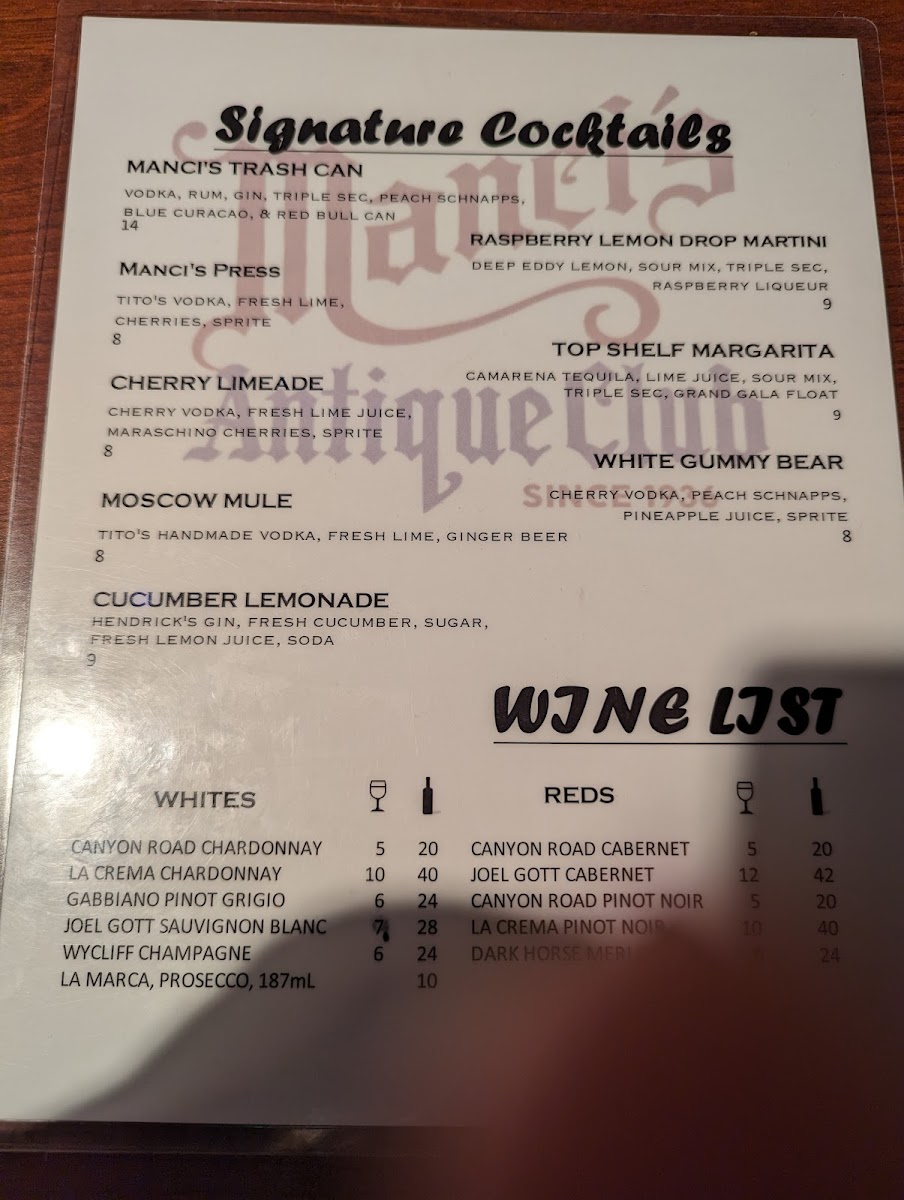 Signature Cocktails
Manci's
Antique Club
SINCE 1936
MANCI'S TRASH CAN
VODKA, RUM, GIN, TRIPLE SEC, PEACH SCHNAPPS,
BLUE CURACAO, & RED BULL CAN
14
MANCI'S PRESS
TITO'S VODKA, FRESH LIME,
CHERRIES, SPRITE
8
CHERRY LIMEADE
CHERRY VODKA, FRESH LIME JUICE,
MARASCHINO CHERRIES, SPRITE
8
MOSCOW MULE
TITO'S HANDMADE VODKA, FRESH LIME, GINGER BEER
8
CUCUMBER LEMONADE
HENDRICK'S GIN, FRESH CUCUMBER, SUGAR,
FRESH LEMON JUICE, SODA
9
RASPBERRY LEMON DROP MARTINI
DEEP EDDY LEMON, SOUR MIX, TRIPLE SEC,
RASPBERRY LIQUEUR
9
TOP SHELF MARGARITA
CAMARENA TEQUILA, LIME JUICE, SOUR MIX,
TRIPLE SEC, GRAND GALA FLOAT
9
WHITE GUMMY BEAR
CHERRY VODKA, PEACH SCHNAPPS,
PINEAPPLE JUICE, SPRITE
8
WINE LIST
WHITES
CANYON ROAD CHARDONNAY 5 20
LA CREMA CHARDONNAY 10 40
GABBIANO PINOT GRIGIO 6 24
JOEL GOTT SAUVIGNON BLANC 7 28
WYCLIFF CHAMPAGNE 6 24
LA MARCA, PROSECCO, 187mL 10
REDS
CANYON ROAD CABERNET 5 20
JOEL GOTT CABERNET 12 42
CANYON ROAD PINOT NOIR 5 20
LA CREMA PINOT NOIR 10 40
DARK HORSE 24